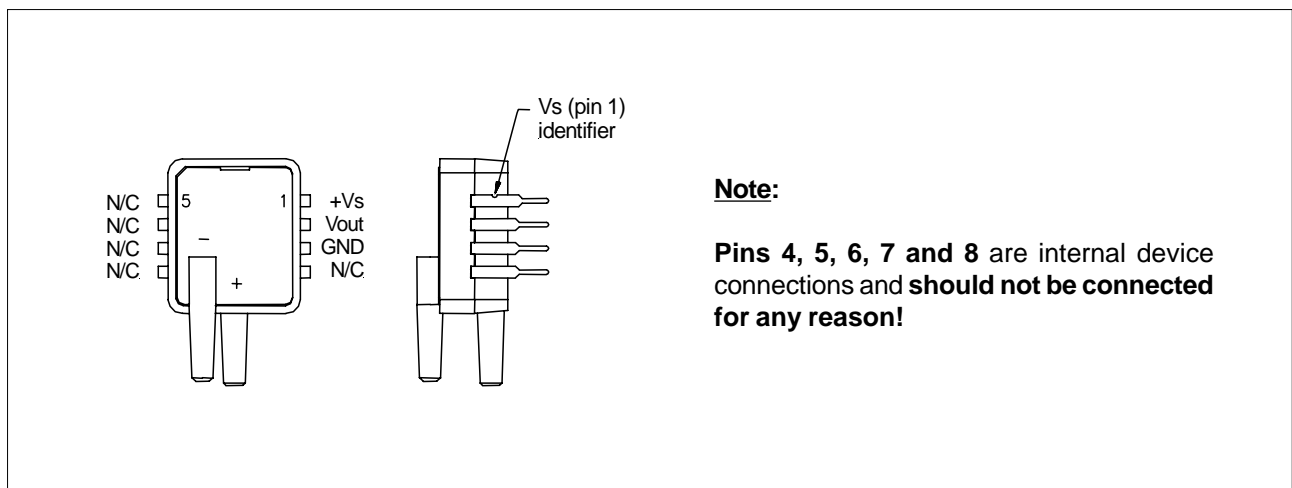 Vs (pin 1)
identifier
N/C 5 1 +Vs
N/C Vout
N/C – GND
N/C + N/C
Note:
Pins 4, 5, 6, 7 and 8 are internal device
connections and should not be connected
for any reason!